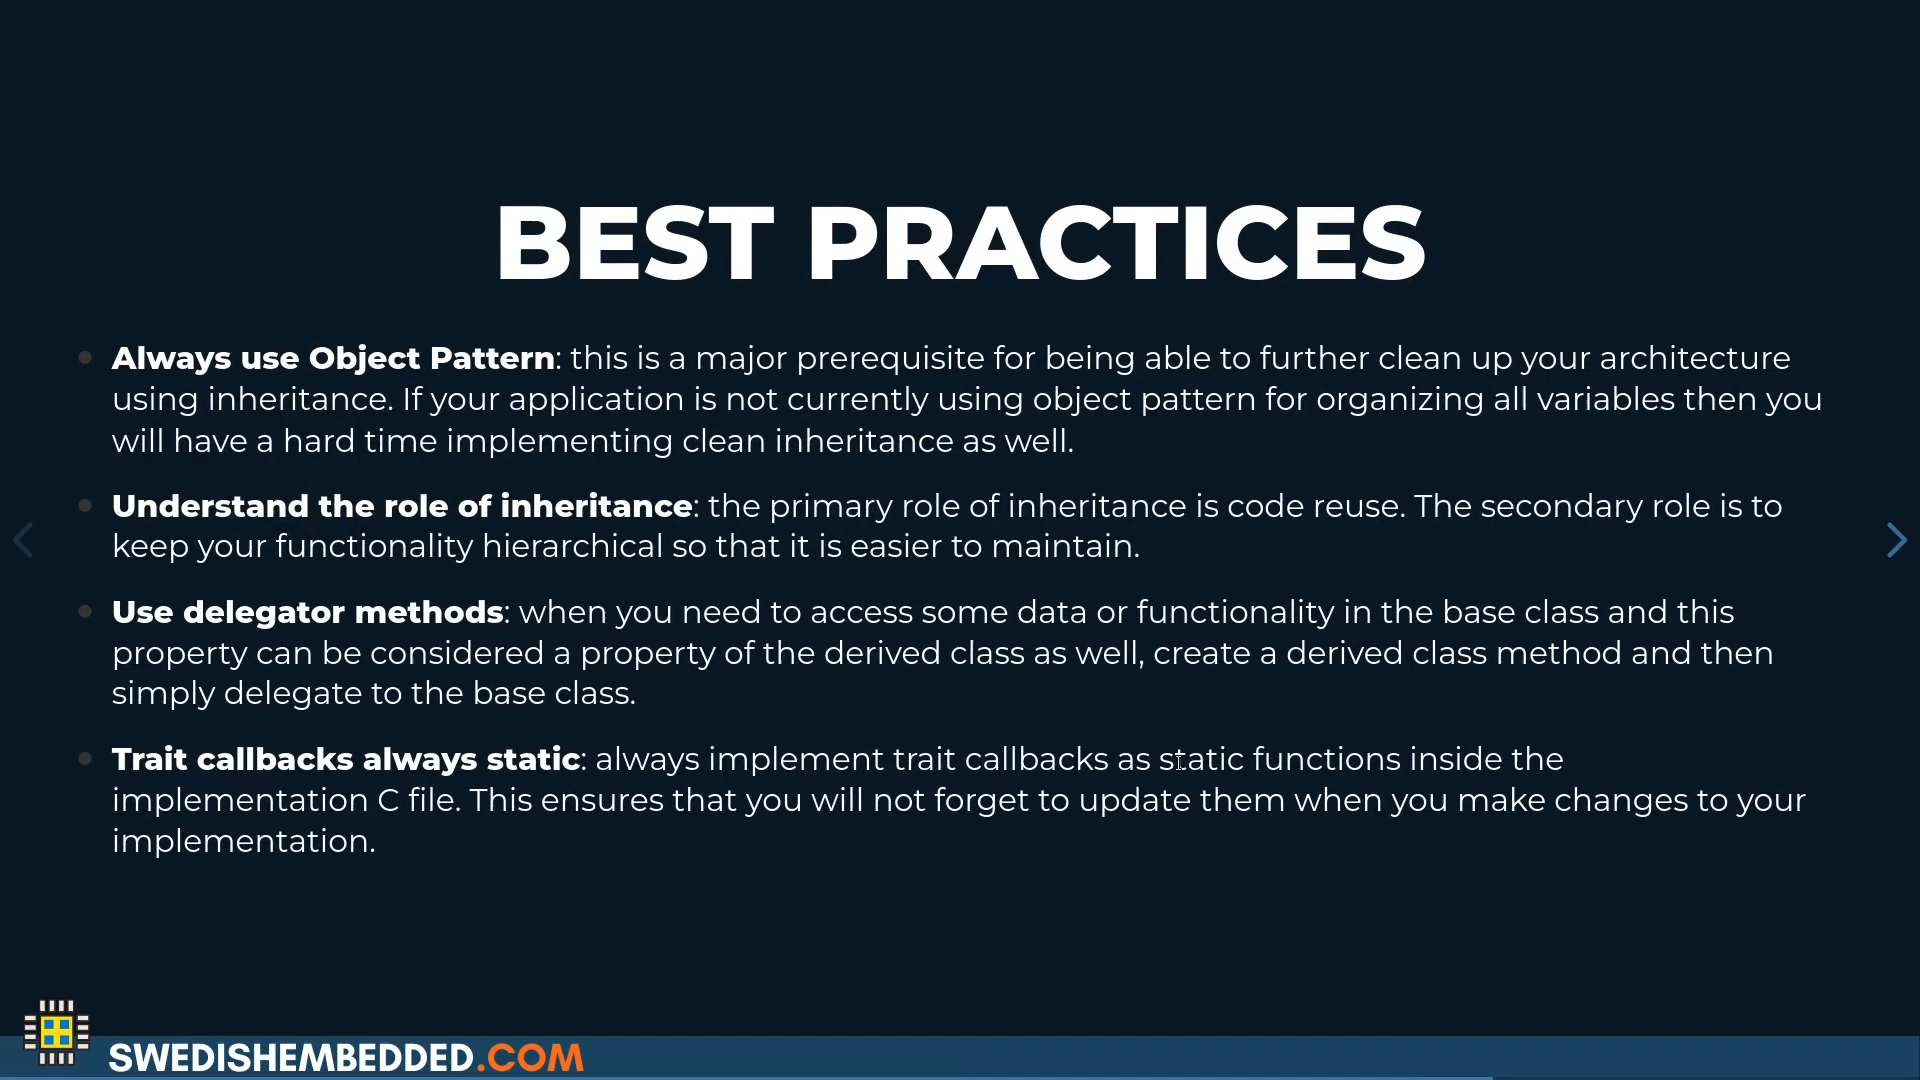 BEST PRACTICES
Always use Object Pattern: this is a major prerequisite for being able to further clean up your architecture
using inheritance. If your application is not currently using object pattern for organizing all variables then you
will have a hard time implementing clean inheritance as well.
Understand the role of inheritance: the primary role of inheritance is code reuse. The secondary role is to
keep your functionality hierarchical so that it is easier to maintain.
Use delegator methods: when you need to access some data or functionality in the base class and this
property can be considered a property of the derived class as well, create a derived class method and then
simply delegate to the base class.
Trait callbacks always static: always implement trait callbacks as static functions inside the
implementation C file. This ensures that you will not forget to update them when you make changes to your
implementation.
SWEDISHEMBEDDED.COM